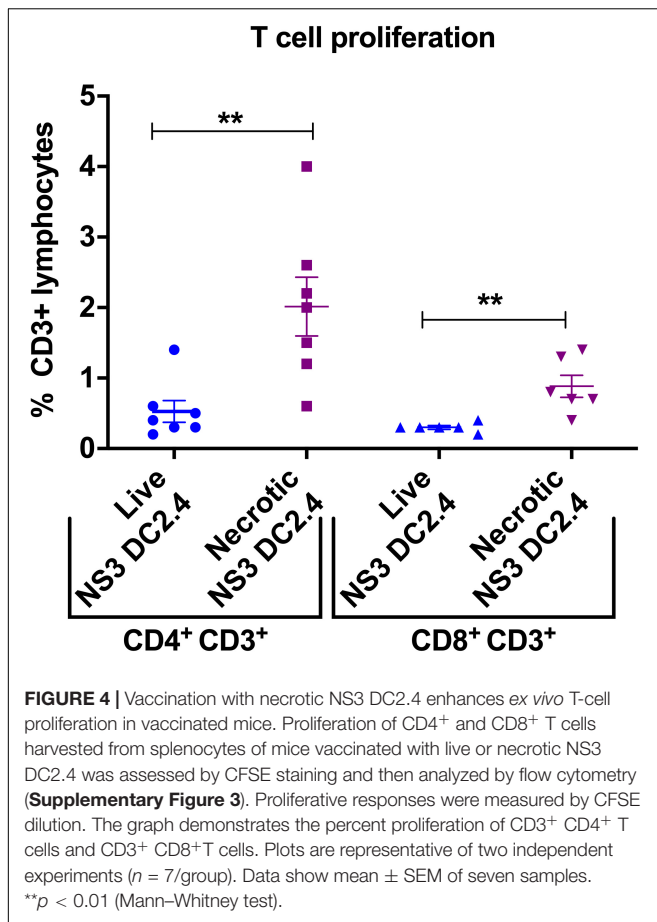 T cell proliferation
% CD3+ lymphocytes
5
4
3
2
1
0
**
**
Live
NS3 DC2.4
Necrotic
NS3 DC2.4
Live
NS3 DC2.4
Necrotic
NS3 DC2.4
CD4⁺ CD3⁺
CD8⁺ CD3⁺
FIGURE 4 | Vaccination with necrotic NS3 DC2.4 enhances ex vivo T-cell
proliferation in vaccinated mice. Proliferation of CD4⁺ and CD8⁺ T cells
harvested from splenocytes of mice vaccinated with live or necrotic NS3
DC2.4 was assessed by CFSE staining and then analyzed by flow cytometry
(Supplementary Figure 3). Proliferative responses were measured by CFSE
dilution. The graph demonstrates the percent proliferation of CD3⁺ CD4⁺ T
cells and CD3⁺ CD8⁺T cells. Plots are representative of two independent
experiments (n = 7/group). Data show mean ± SEM of seven samples.
**p < 0.01 (Mann–Whitney test).